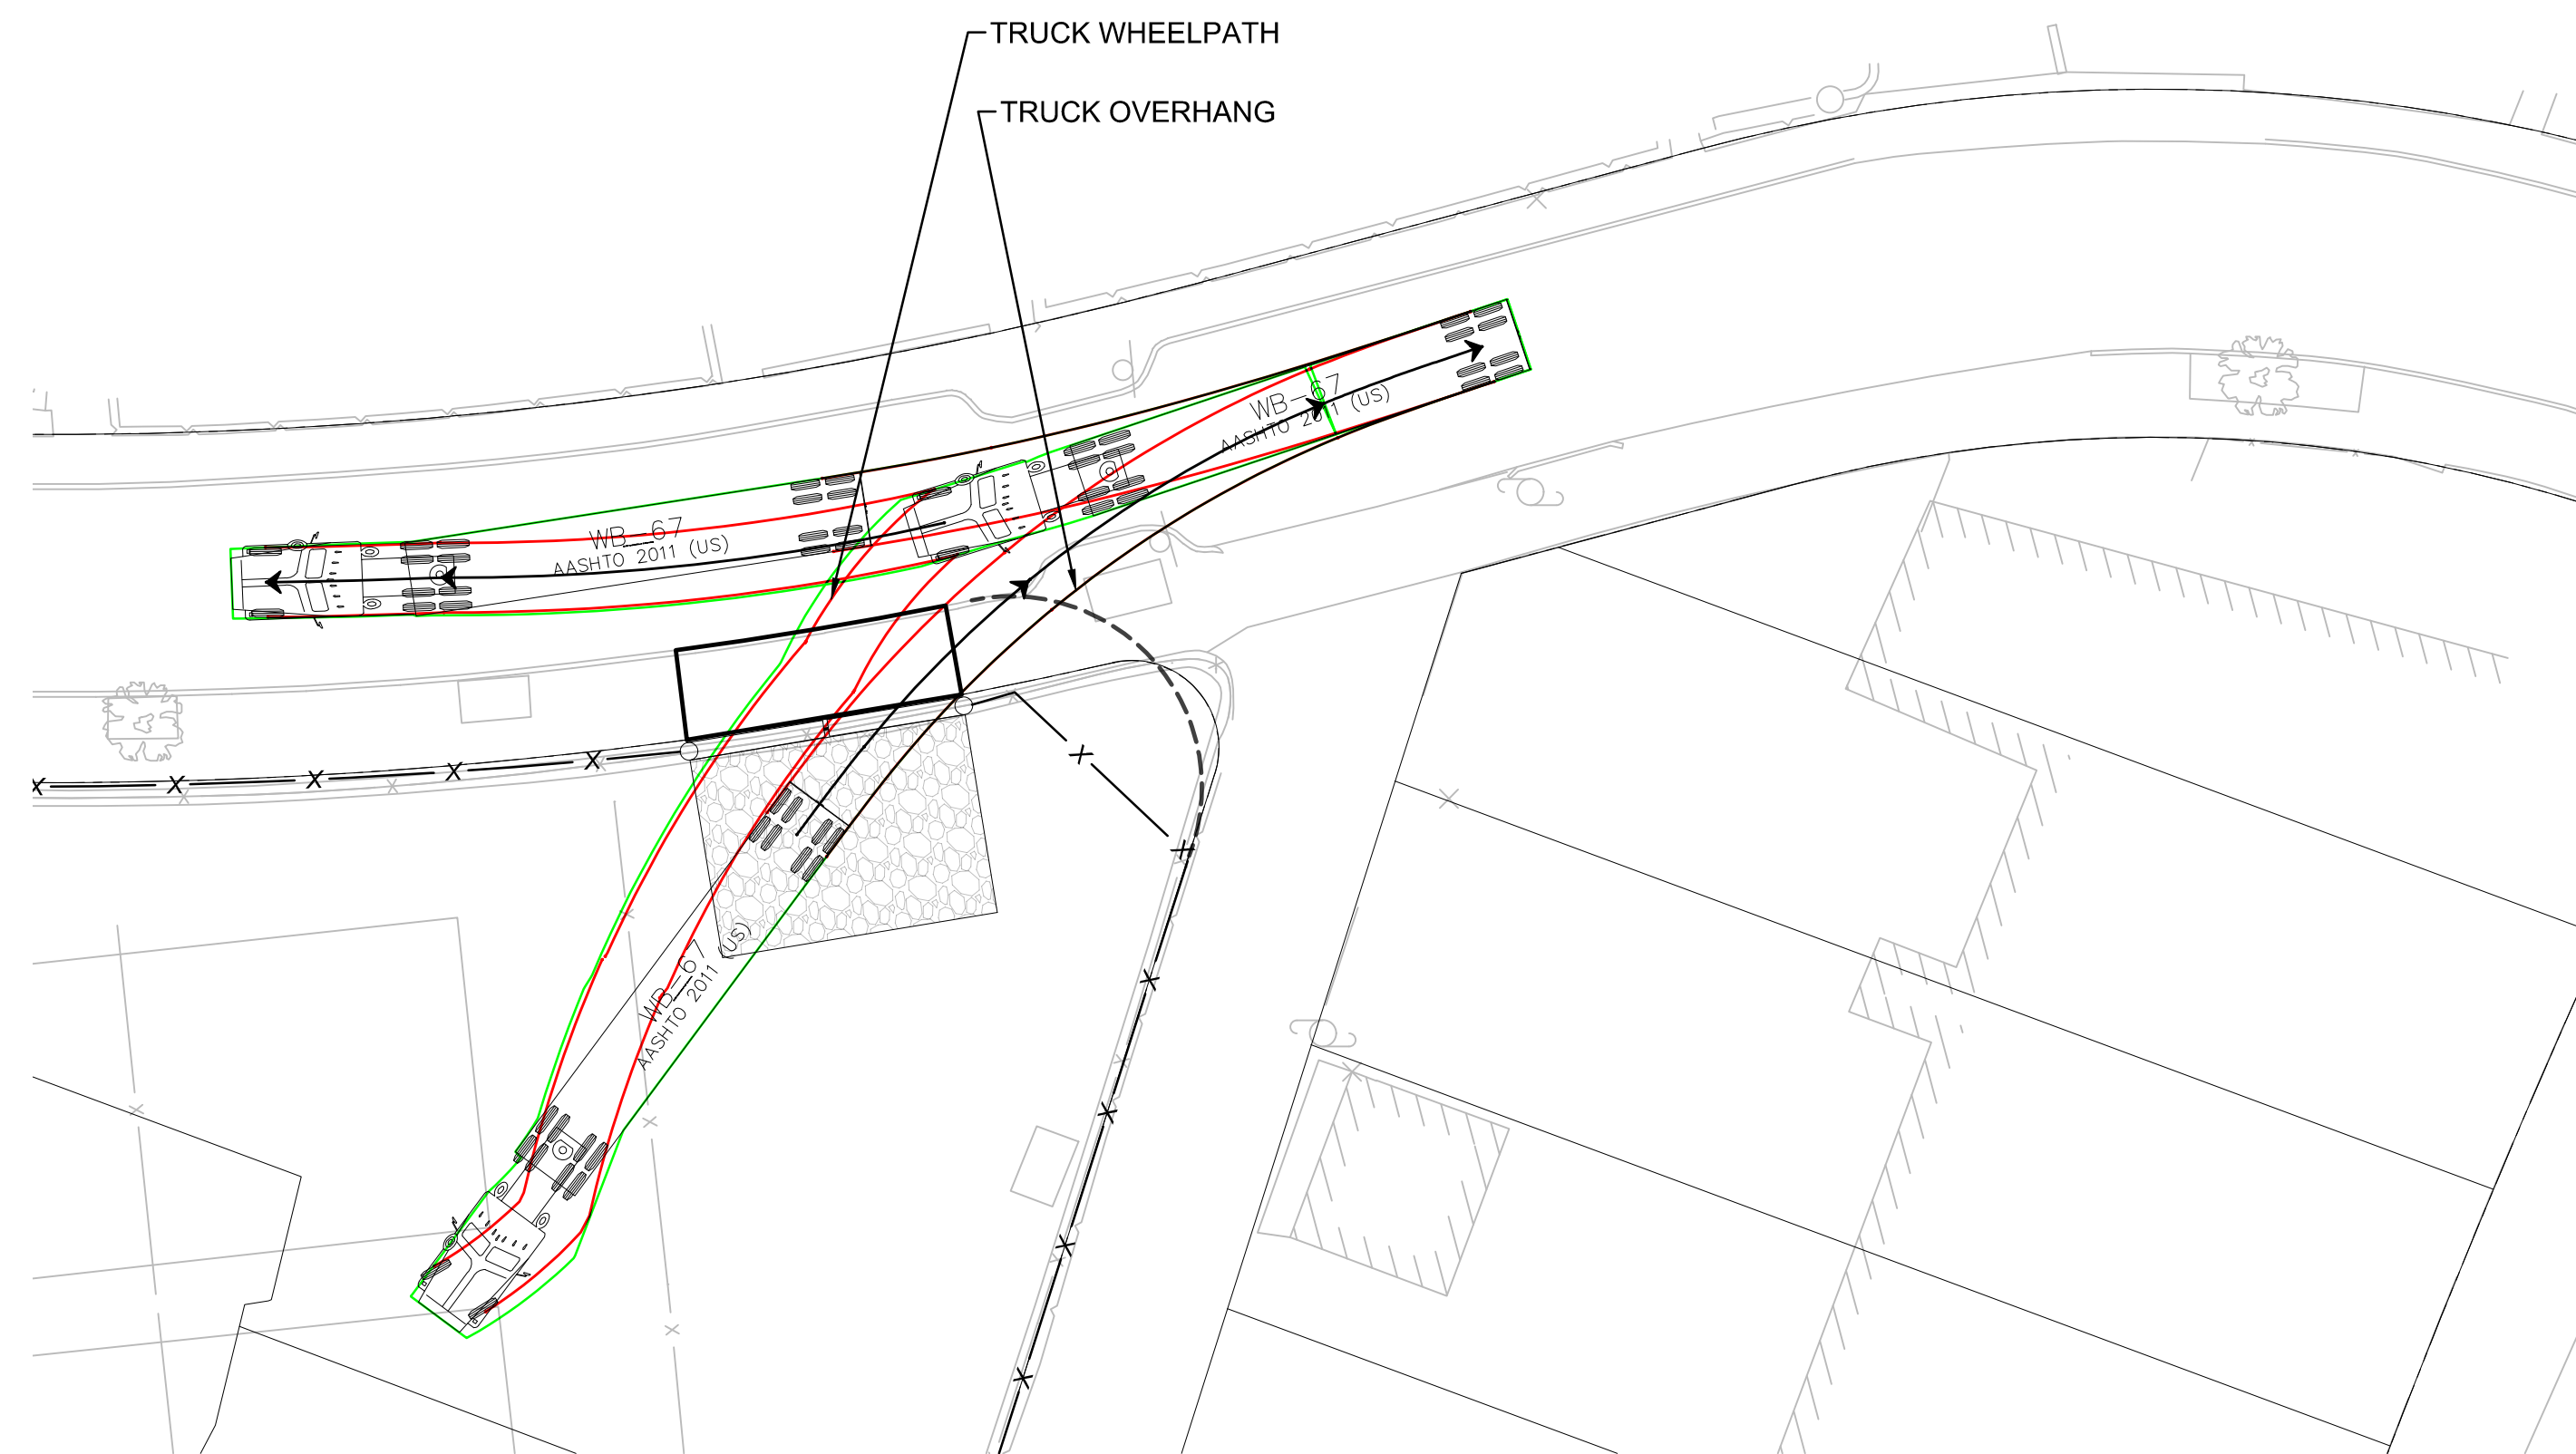 TRUCK WHEELPATH
TRUCK OVERHANG
WB-67
AASHTO 2011 (US)
WB-67
AASHTO 2011 (US)
WB-67
AASHTO 2011 (US)
X
X
X
X
X
X
X
X
X
X
X